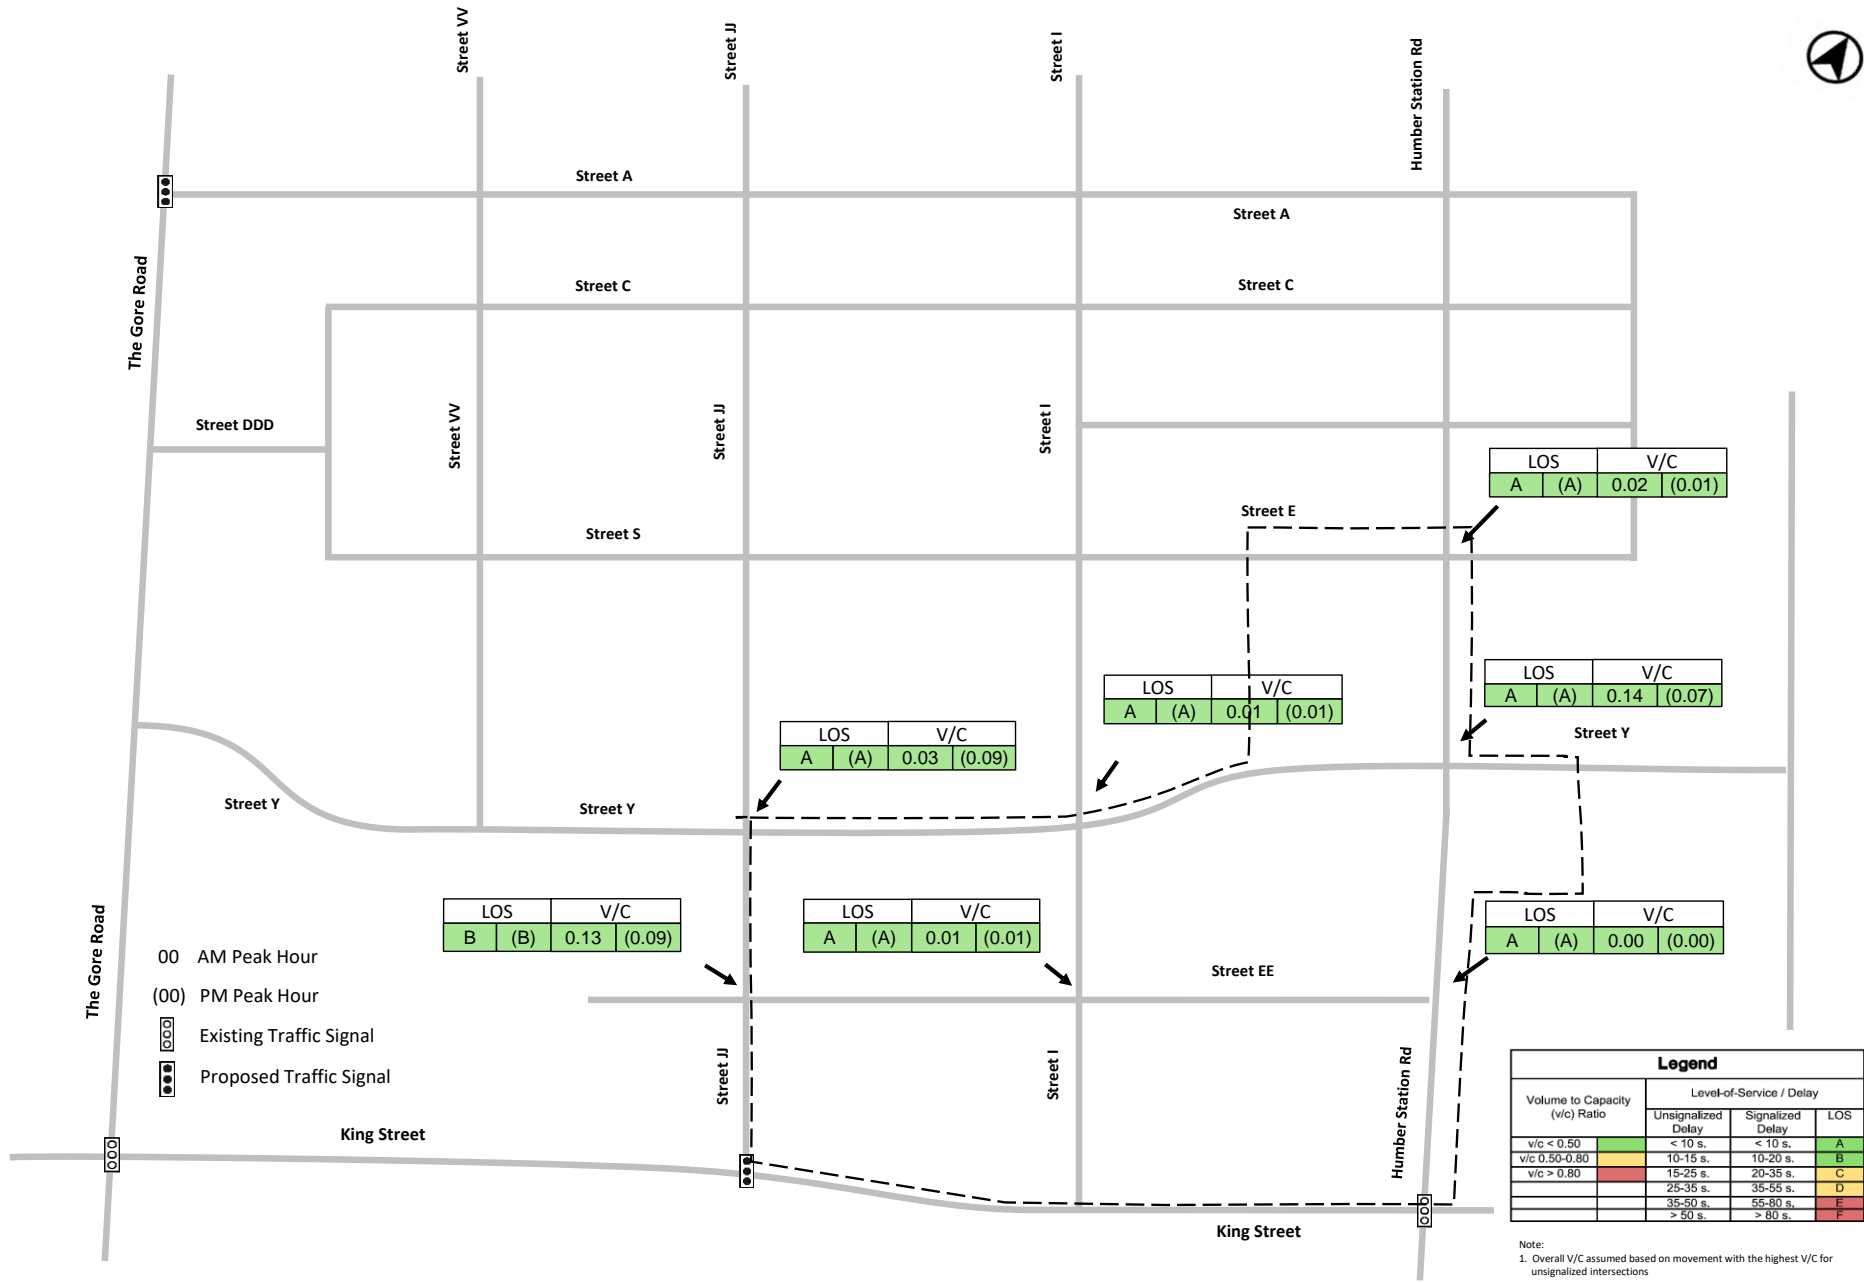 Street VV
Street JJ
Street I
Humber Station Rd
Street A
Street A
The Gore Road
Street C
Street C
Street DDD
Street VV
Street JJ
Street I
LOS V/C
A (A) 0.02 (0.01)
Street E
Street S
LOS V/C
A (A) 0.14 (0.07)
LOS V/C
A (A) 0.01 (0.01)
Street Y
LOS V/C
A (A) 0.03 (0.09)
Street Y
Street Y
LOS V/C
B (B) 0.13 (0.09)
LOS V/C
A (A) 0.01 (0.01)
LOS V/C
A (A) 0.00 (0.00)
The Gore Road
00 AM Peak Hour
(00) PM Peak Hour
Existing Traffic Signal
Proposed Traffic Signal
Street EE
Street JJ
Street I
Humber Station Rd
King Street
King Street
Legend
Volume to Capacity
(v/c) Ratio
Level-of-Service / Delay
Unsignalized
Delay
Signalized
Delay
LOS
v/c < 0.50 < 10 s. < 10 s. A
v/c 0.50-0.80 10-15 s. 10-20 s. B
v/c > 0.80 15-25 s. 20-35 s. C
25-35 s. 35-55 s. D
35-50 s. 55-80 s. E
> 50 s. > 80 s. F
Note:
1. Overall V/C assumed based on movement with the highest V/C for
unsignalized intersections